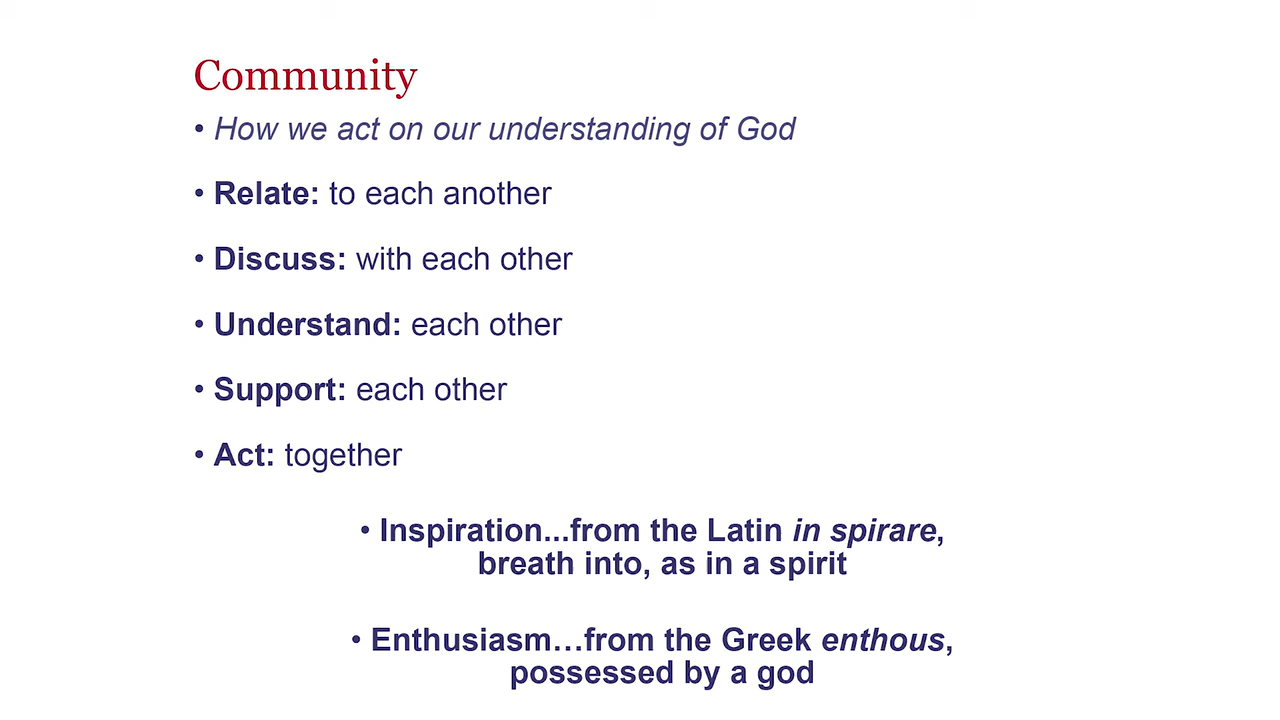 Community
• How we act on our understanding of God
• Relate: to each another
• Discuss: with each other
• Understand: each other
• Support: each other
• Act: together
• Inspiration...from the Latin in spirare,
breath into, as in a spirit
• Enthusiasm…from the Greek enthous,
possessed by a god